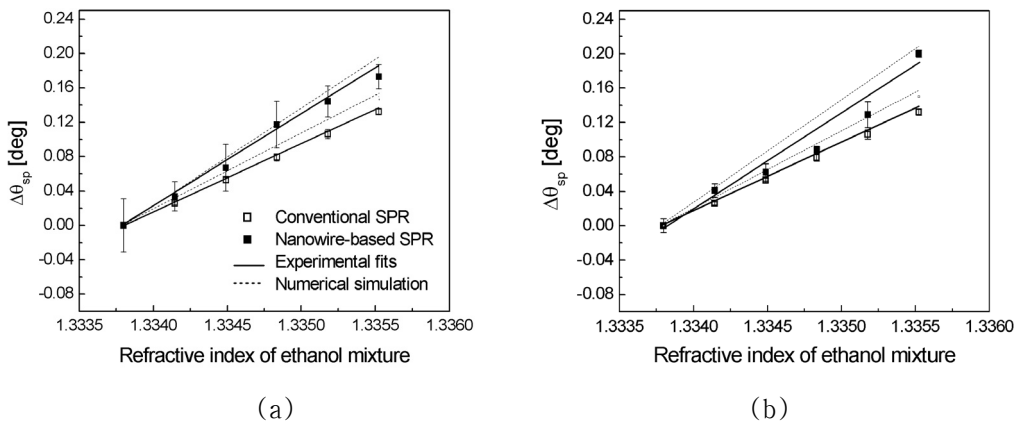 0.24
0.20
0.16
0.12
0.08
0.04
0.00
-0.04
-0.08
Δθsp [deg]
Conventional SPR
Nanowire-based SPR
Experimental fits
Numerical simulation
1.3335 1.3340 1.3345 1.3350 1.3355 1.3360
Refractive index of ethanol mixture
(a)
0.24
0.20
0.16
0.12
0.08
0.04
0.00
-0.04
-0.08
Δθsp [deg]
1.3335 1.3340 1.3345 1.3350 1.3355 1.3360
Refractive index of ethanol mixture
(b)